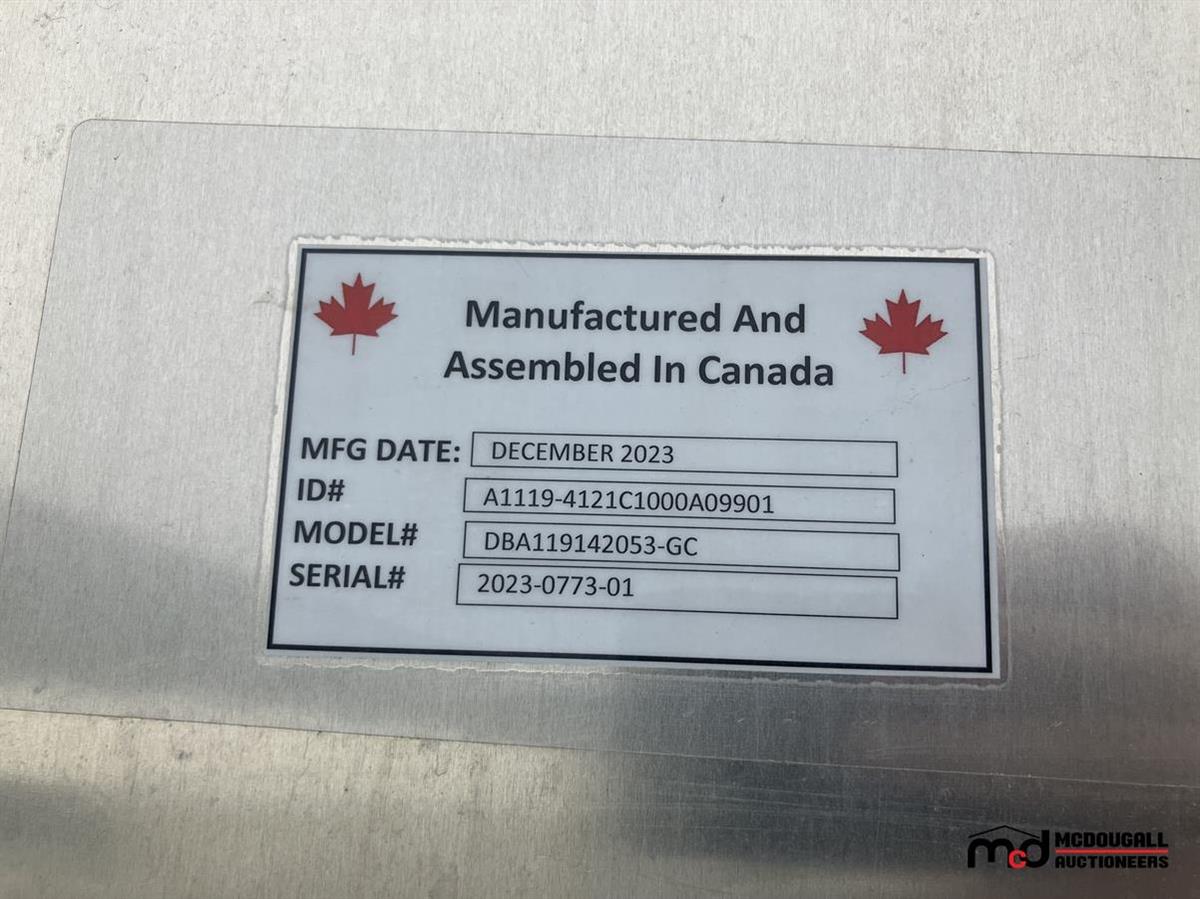 Manufactured And
Assembled In Canada
MFG DATE: DECEMBER 2023
ID# A1119-4121C1000A09901
MODEL# DBA119142053-GC
SERIAL# 2023-0773-01
mcd MCDOUGALL
AUCTIONEERS